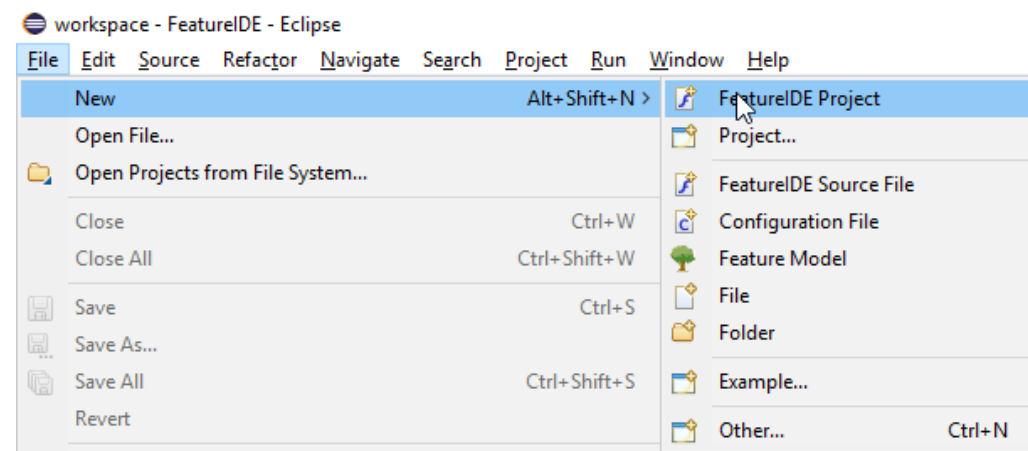 workspace - FeatureIDE - Eclipse
File Edit Source Refactor Navigate Search Project Run Window Help
New Alt+Shift+N >
Open File...
Open Projects from File System...
Close Ctrl+W
Close All Ctrl+Shift+W
Save Ctrl+S
Save As...
Save All Ctrl+Shift+S
Revert
FeatureIDE Project
Project...
FeatureIDE Source File
Configuration File
Feature Model
File
Folder
Example...
Other... Ctrl+N